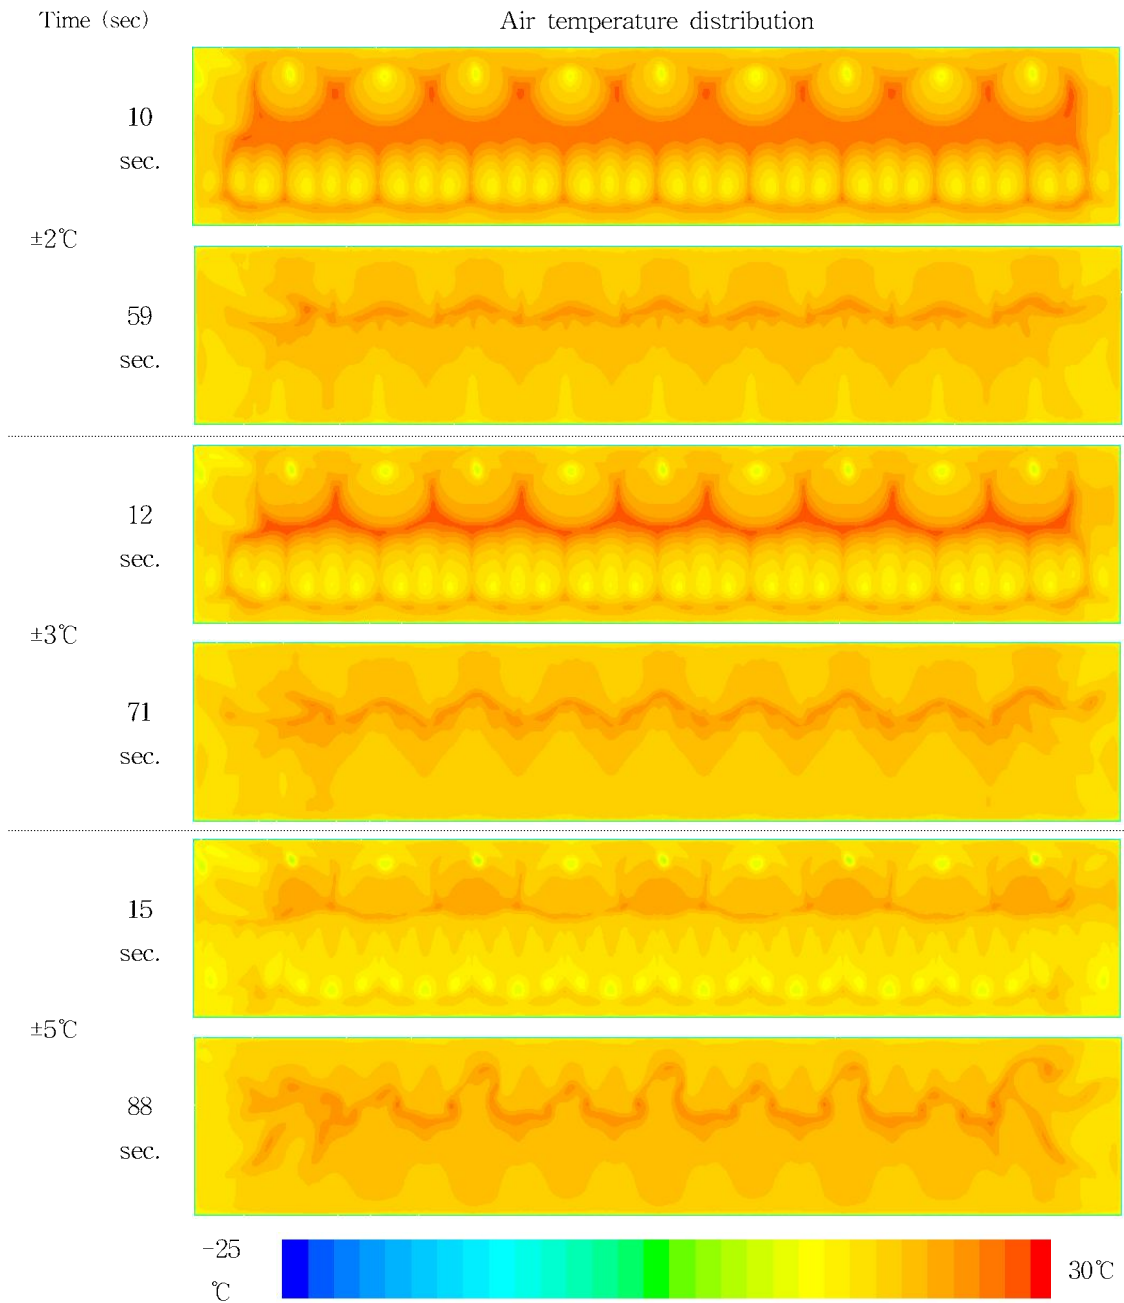 Time (sec) Air temperature distribution
10
sec.
±2℃
59
sec.
12
sec.
±3℃
71
sec.
15
sec.
±5℃
88
sec.
-25
℃
30℃